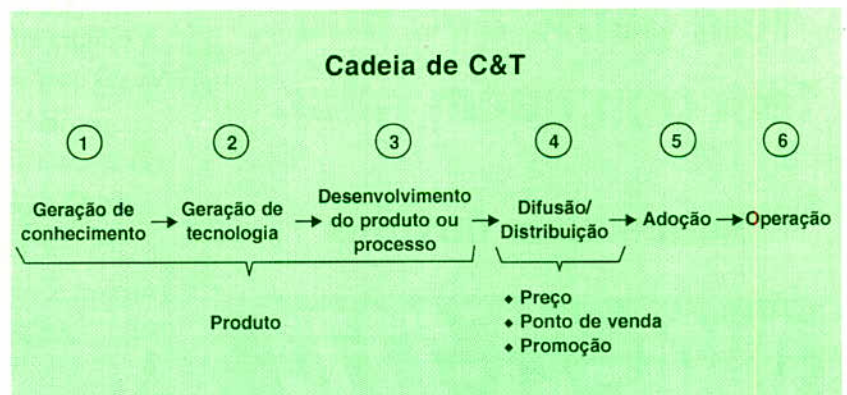 Cadeia de C&T
1 2 3 4 5 6
Geração de conhecimento → Geração de tecnologia → Desenvolvimento do produto ou processo → Difusão/ Distribuição → Adoção → Operação
Produto
◆ Preço
◆ Ponto de venda
◆ Promoção